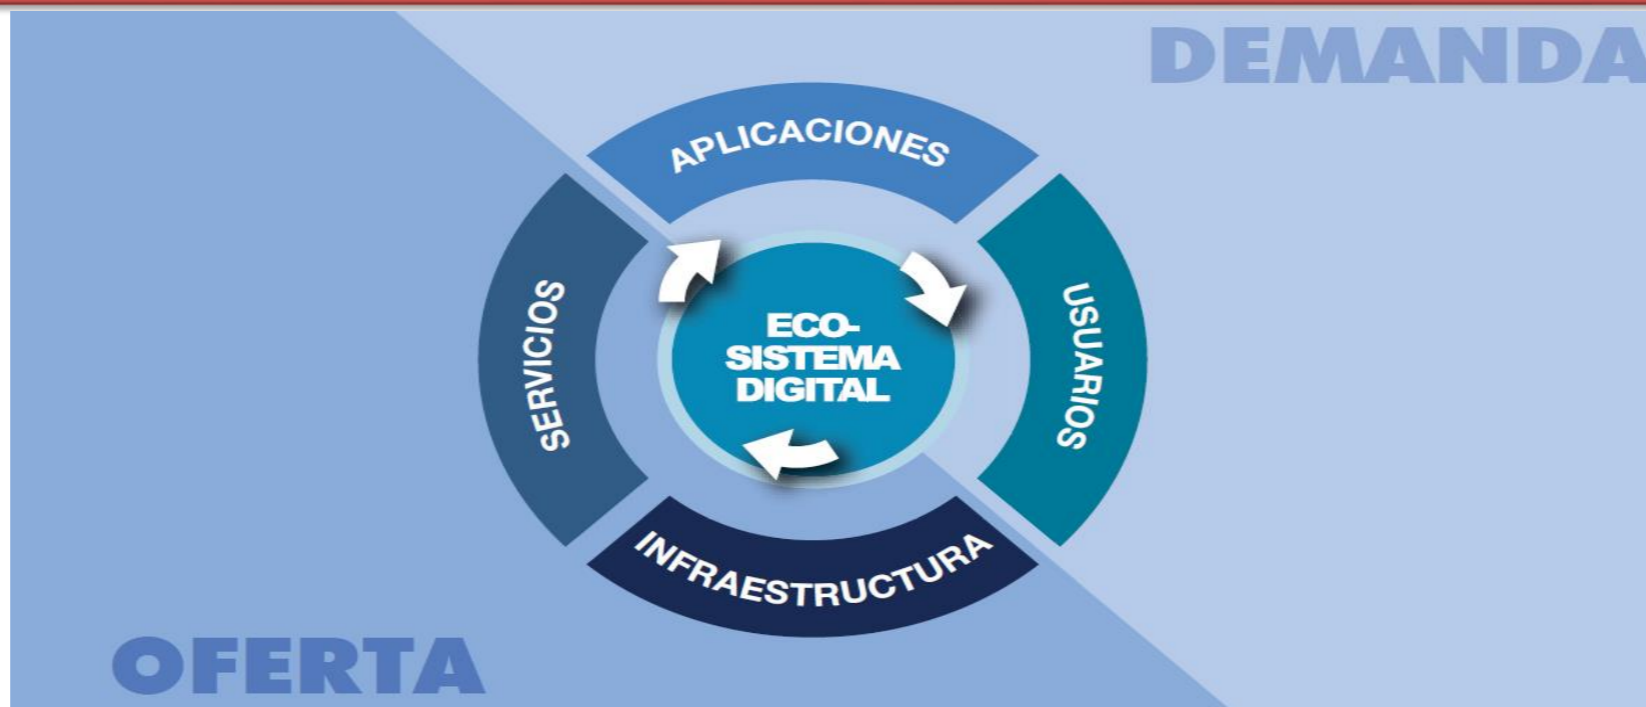 DEMANDA
APLICACIONES
SERVICIOS
ECO-
SISTEMA
DIGITAL
USUARIOS
INFRAESTRUCTURA
OFERTA